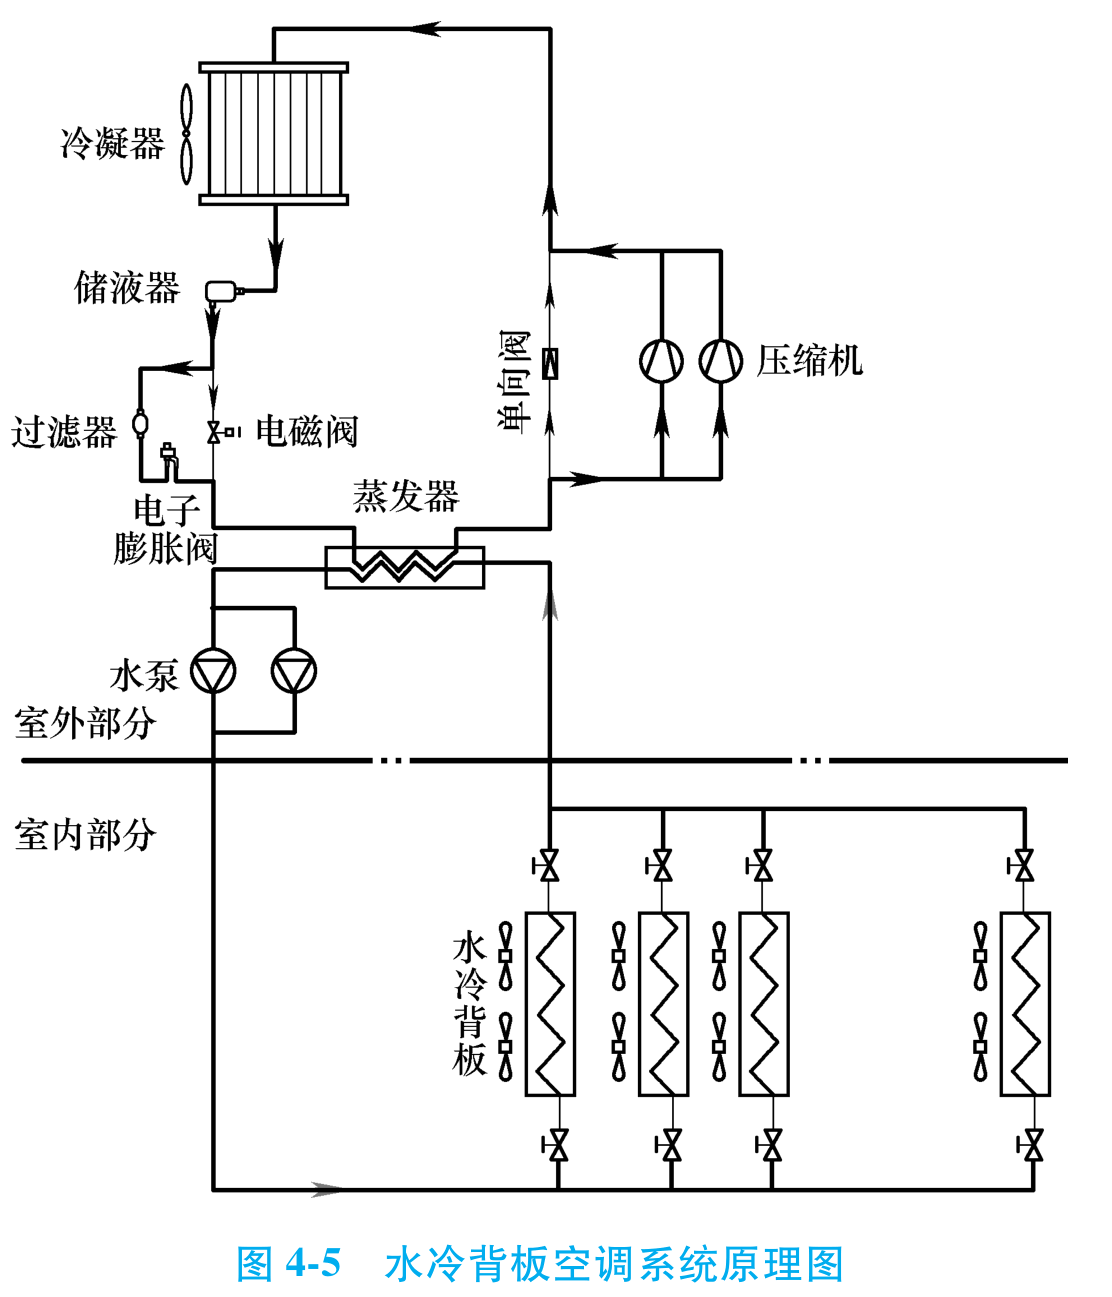 冷凝器
储液器
过滤器
电磁阀
单向阀
压缩机
电子
膨胀阀
蒸发器
水泵
室外部分
室内部分
水冷背板
图 4-5 水冷背板空调系统原理图